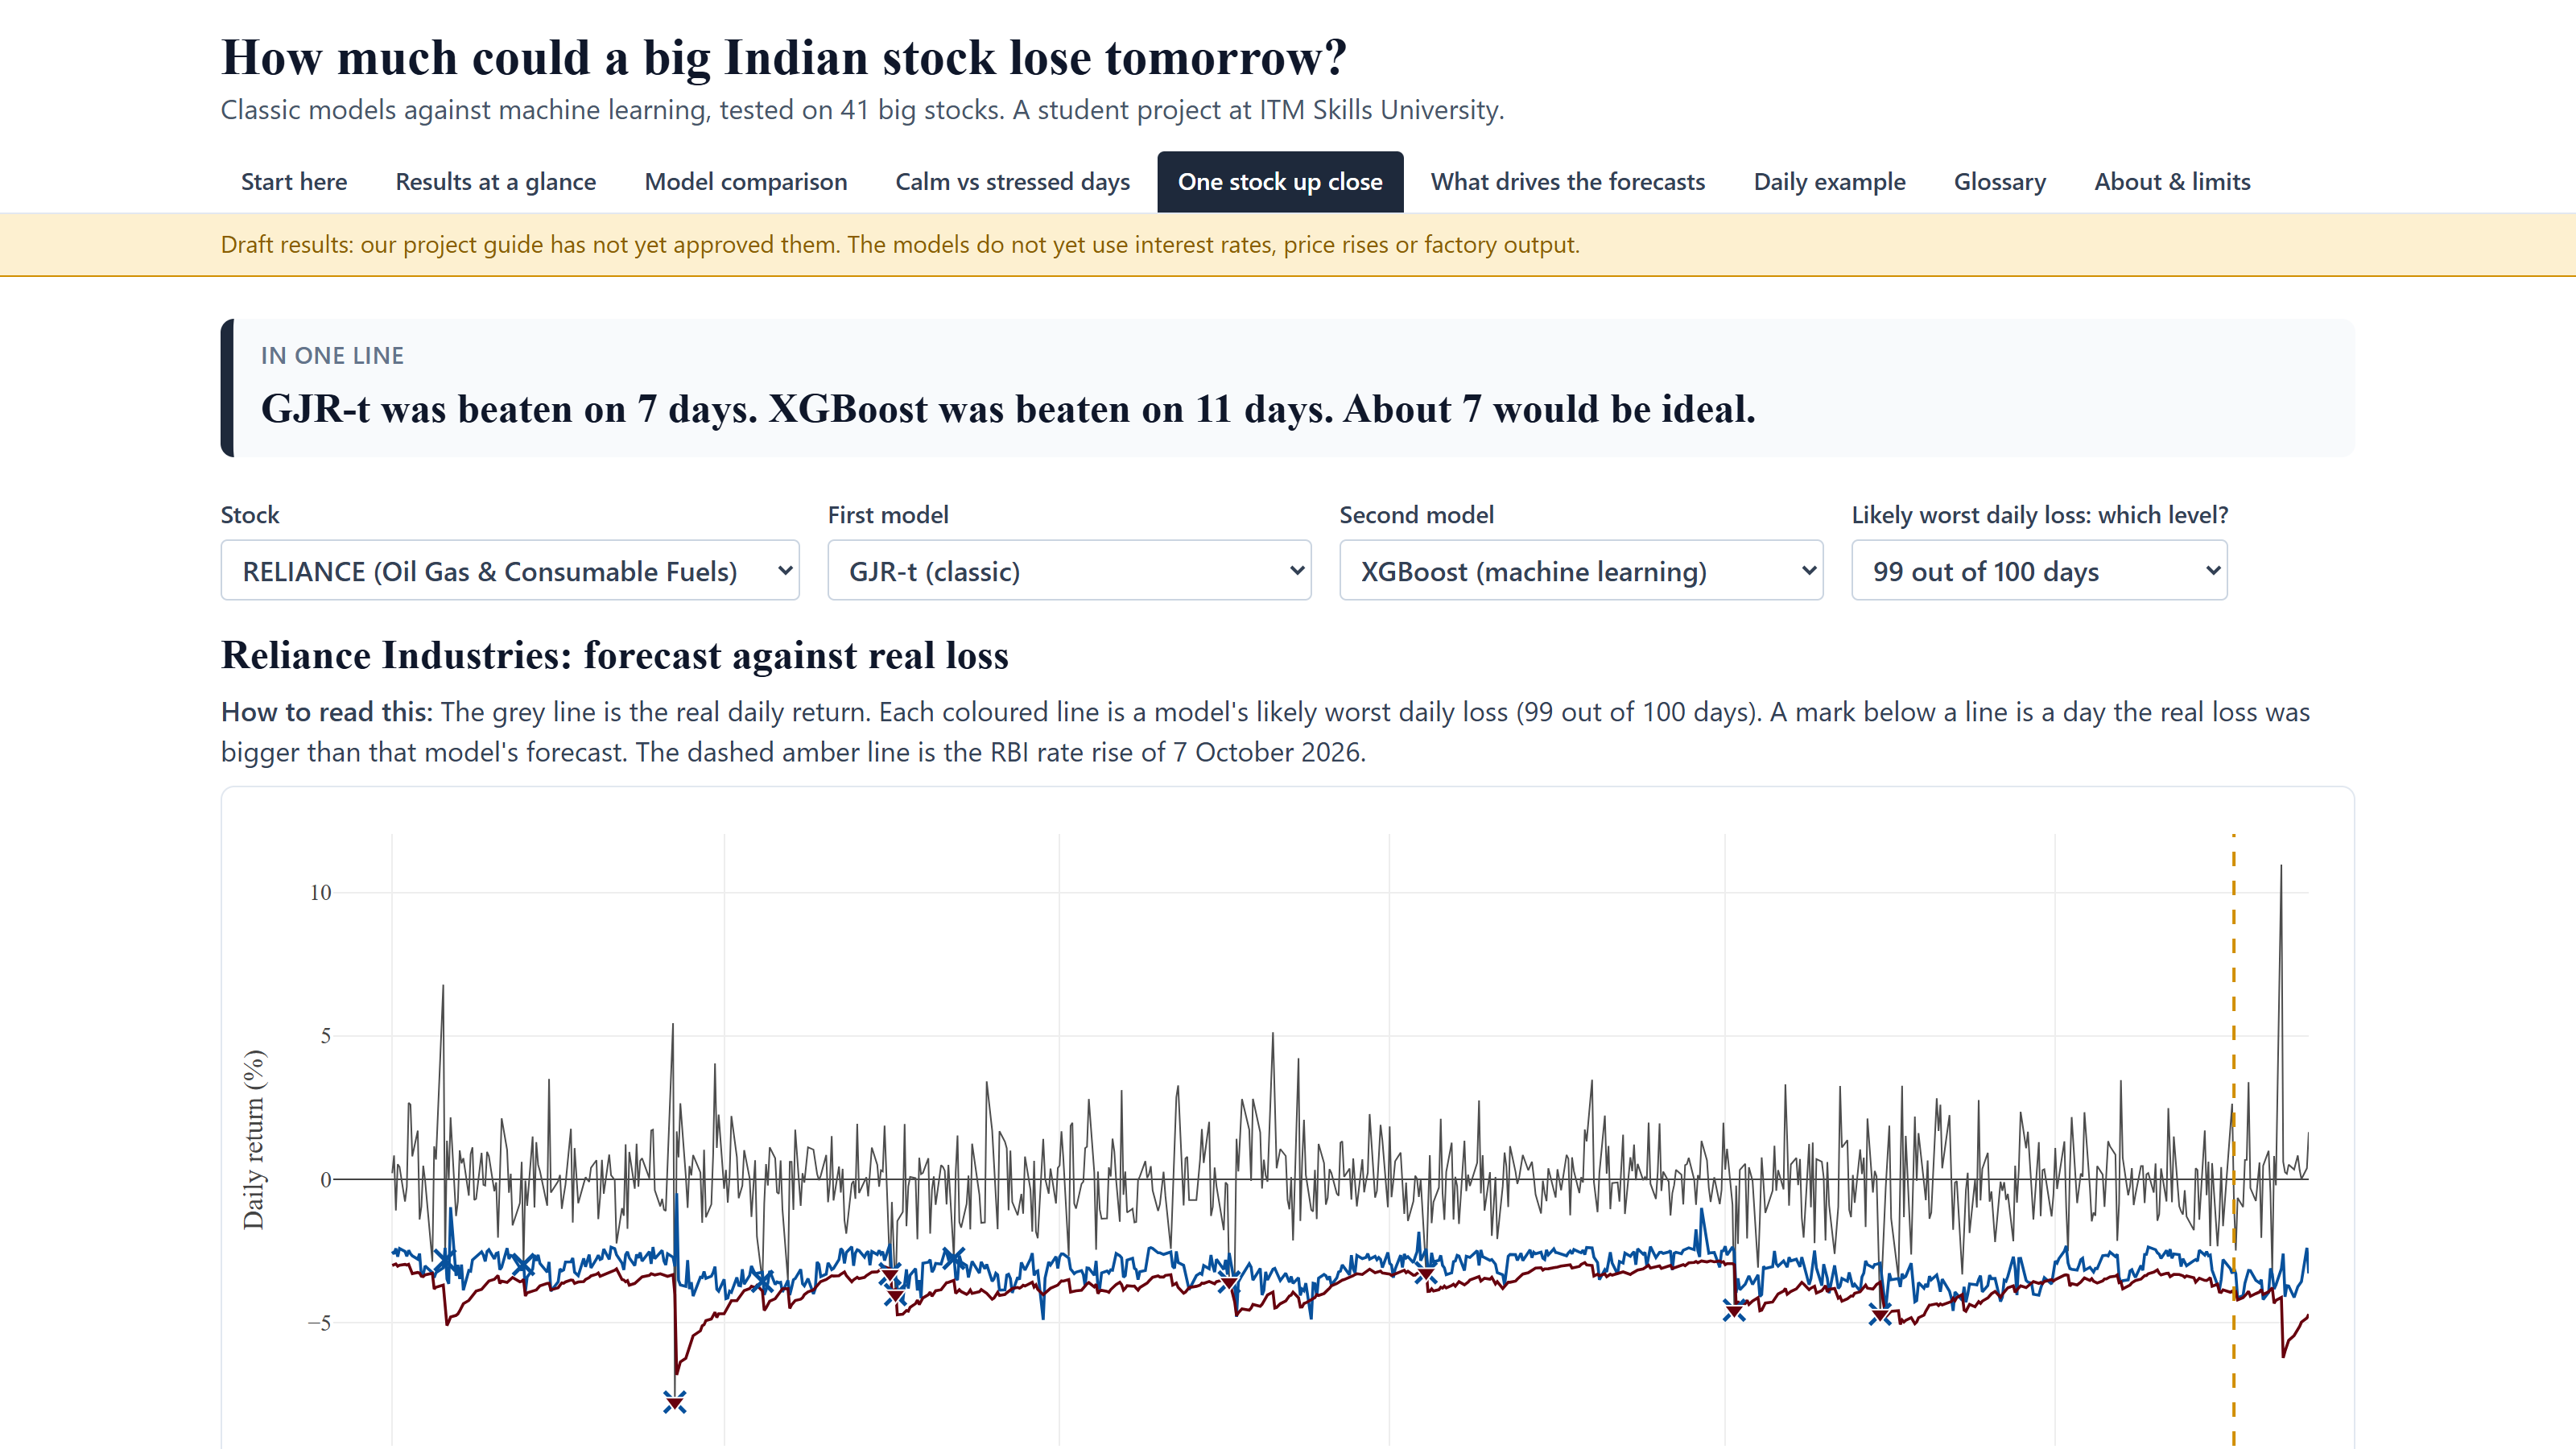 How much could a big Indian stock lose tomorrow?
Classic models against machine learning, tested on 41 big stocks. A student project at ITM Skills University.
Start here
Results at a glance
Model comparison
Calm vs stressed days
One stock up close
What drives the forecasts
Daily example
Glossary
About & limits
Draft results: our project guide has not yet approved them. The models do not yet use interest rates, price rises or factory output.
IN ONE LINE
GJR-t was beaten on 7 days. XGBoost was beaten on 11 days. About 7 would be ideal.
Stock
First model
Second model
Likely worst daily loss: which level?
RELIANCE (Oil Gas & Consumable Fuels)
GJR-t (classic)
XGBoost (machine learning)
99 out of 100 days
Reliance Industries: forecast against real loss
How to read this: The grey line is the real daily return. Each coloured line is a model's likely worst daily loss (99 out of 100 days). A mark below a line is a day the real loss was
bigger than that model's forecast. The dashed amber line is the RBI rate rise of 7 October 2026.
Daily return (%)
10
5
0
−5